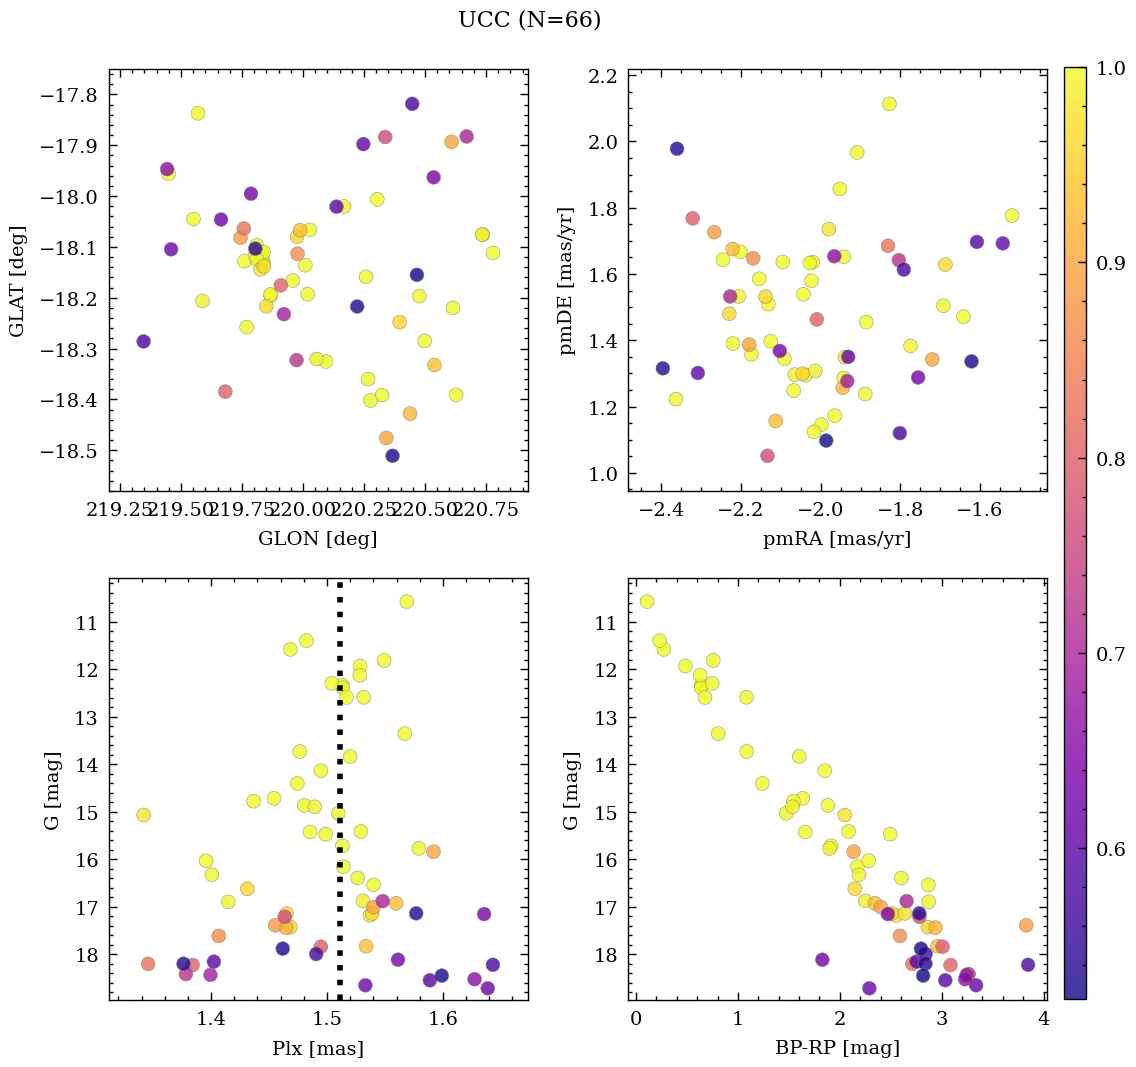 UCC (N=66)
−17.8
−17.9
−18.0
−18.1
−18.2
−18.3
−18.4
−18.5
GLAT [deg]
219.25 219.50 219.75 220.00 220.25 220.50 220.75
GLON [deg]
2.2
2.0
1.8
1.6
1.4
1.2
1.0
pmDE [mas/yr]
−2.4 −2.2 −2.0 −1.8 −1.6
pmRA [mas/yr]
11
12
13
14
15
16
17
18
G [mag]
1.4 1.5 1.6
Plx [mas]
11
12
13
14
15
16
17
18
G [mag]
0 1 2 3 4
BP-RP [mag]
1.0
0.9
0.8
0.7
0.6